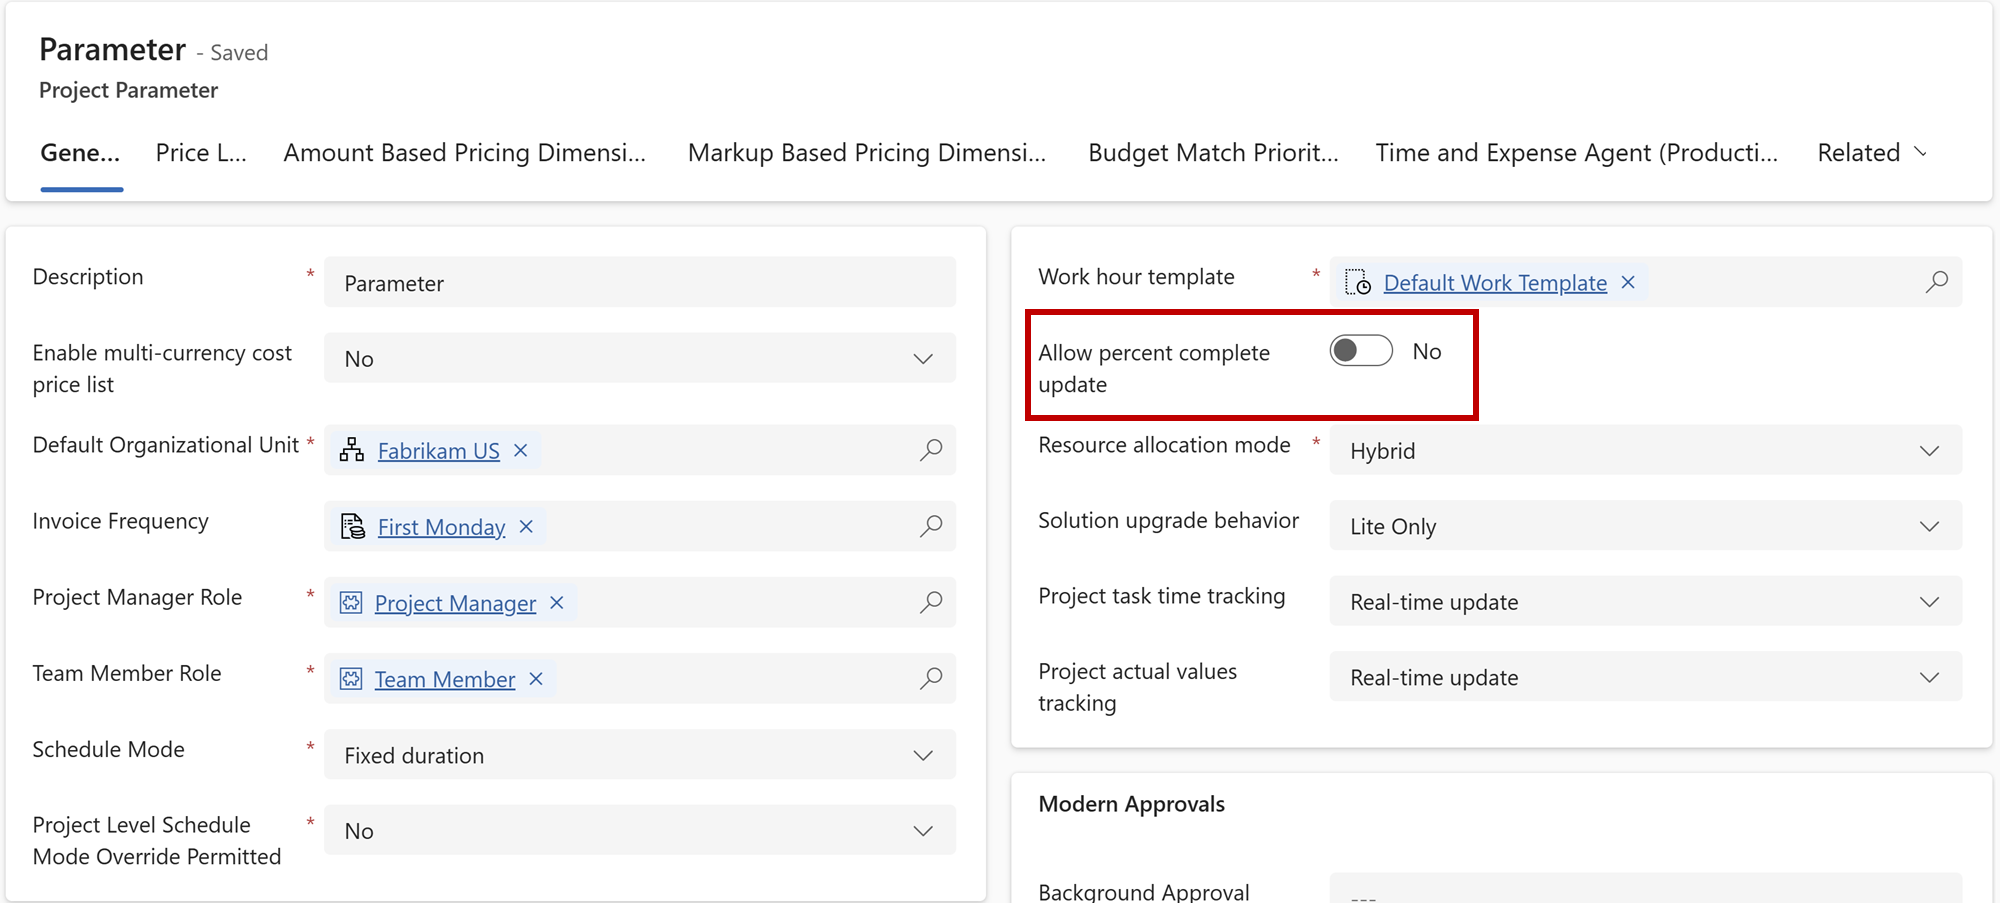 Parameter - Saved
Project Parameter
Gene... Price L... Amount Based Pricing Dimensi... Markup Based Pricing Dimensi... Budget Match Priorit... Time and Expense Agent (Producti... Related
Description * Parameter
Enable multi-currency cost
price list
No
Default Organizational Unit * Fabrikam US
Invoice Frequency First Monday
Project Manager Role * Project Manager
Team Member Role * Team Member
Schedule Mode * Fixed duration
Project Level Schedule
Mode Override Permitted
* No
Work hour template * Default Work Template
Allow percent complete
update
No
Resource allocation mode * Hybrid
Solution upgrade behavior Lite Only
Project task time tracking Real-time update
Project actual values
tracking
Real-time update
Modern Approvals
Background Approval ---